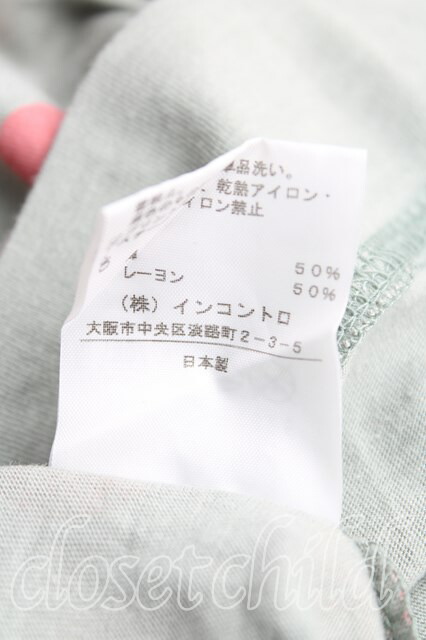 単品洗い。
乾熱アイロン・
イロン禁止
50%
レーヨン 50%
(株)インコントロ
大阪市中央区淡路町2-3-5
日本製
closetchild